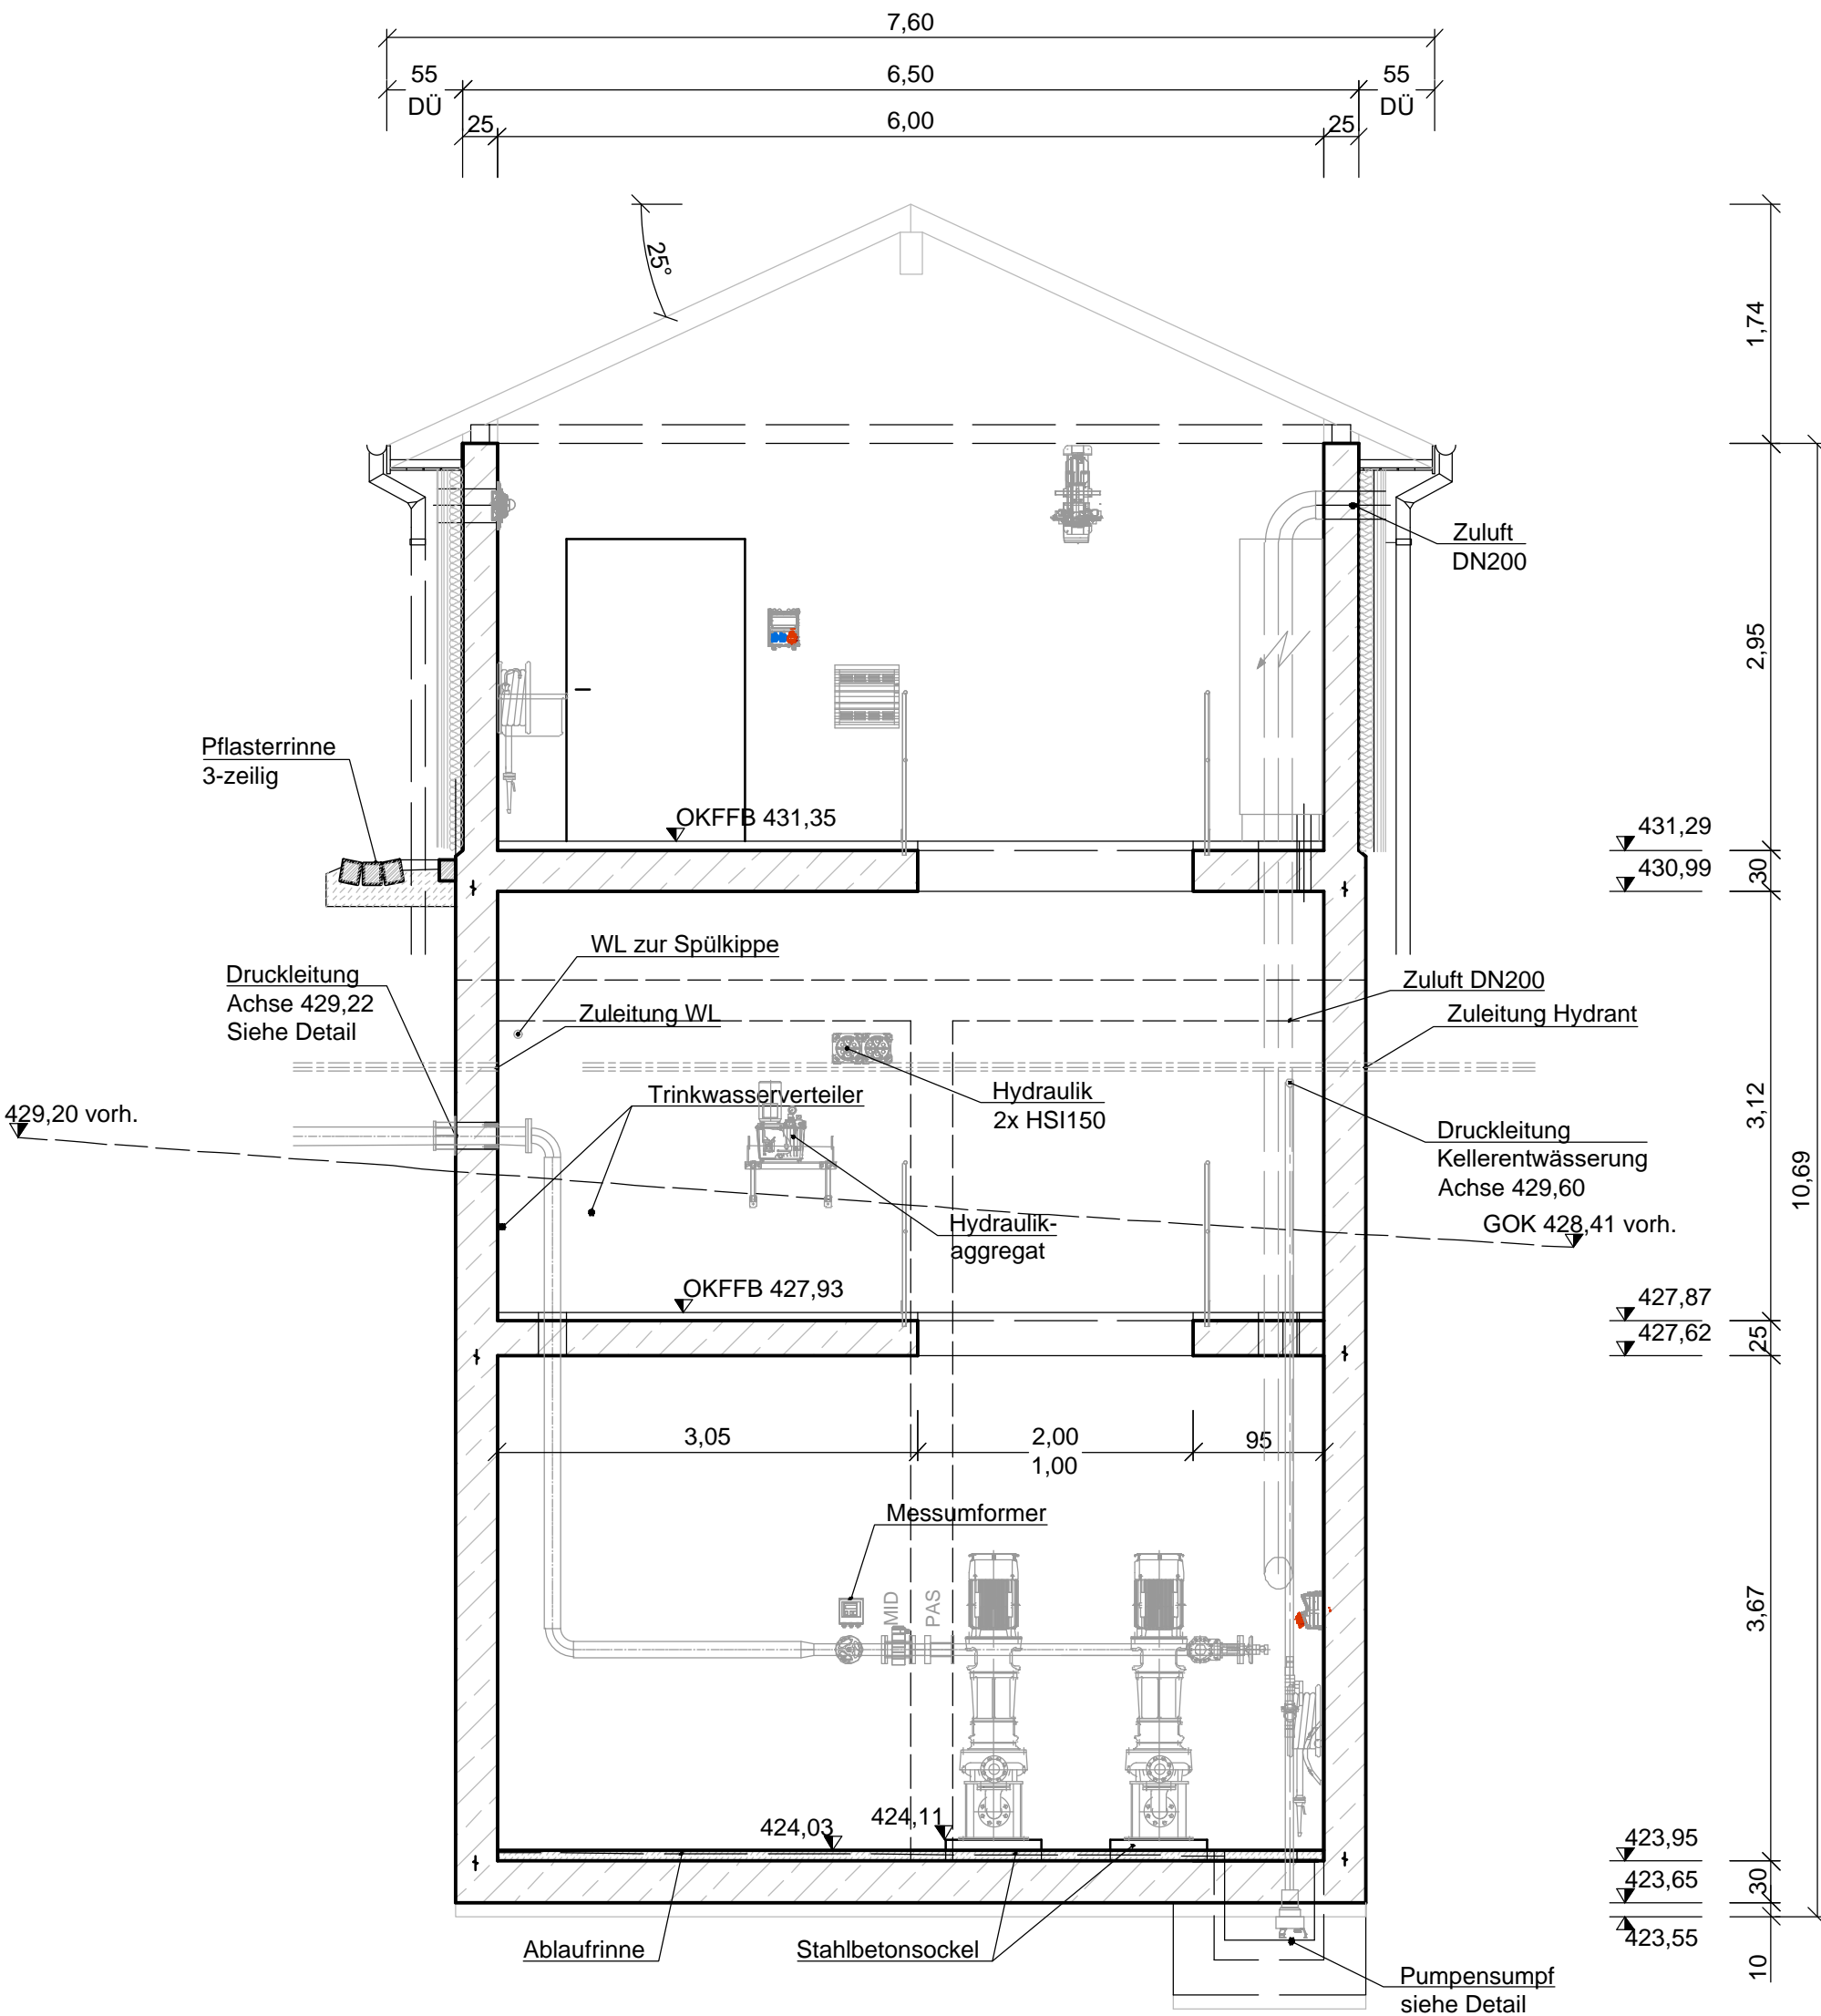 7,60
55
6,50
55
DÜ
DÜ
25
6,00
25
25°
1,74
Zuluft
DN200
2,95
Pflasterrinne
3-zeilig
OKFFB 431,35
431,29
430,99
30
WL zur Spülkippe
Druckleitung
Achse 429,22
Siehe Detail
Zuleitung WL
Zuluft DN200
Zuleitung Hydrant
Trinkwasserverteiler
Hydraulik
2x HSI150
429,20 vorh.
3,12
Druckleitung
Kellerentwässerung
Achse 429,60
10,69
Hydraulik-
aggregat
GOK 428,41 vorh.
OKFFB 427,93
427,87
427,62
25
3,05
2,00
1,00
95
Messumformer
MID
PAS
3,67
424,03
424,11
423,95
423,65
30
423,55
10
Ablaufrinne
Stahlbetonsockel
Pumpensumpf
siehe Detail